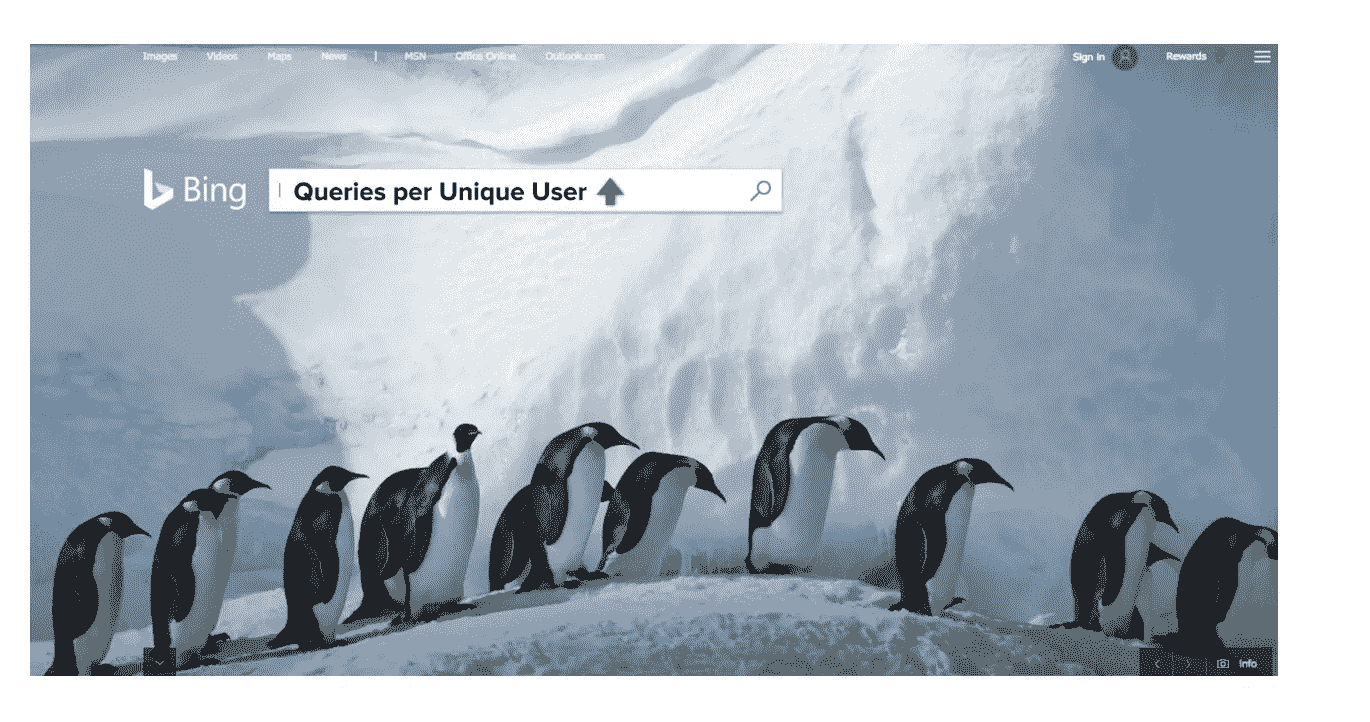 Images Videos Maps News | MSN Office Online Outlook.com Sign in Rewards
Bing Queries per Unique User
Info